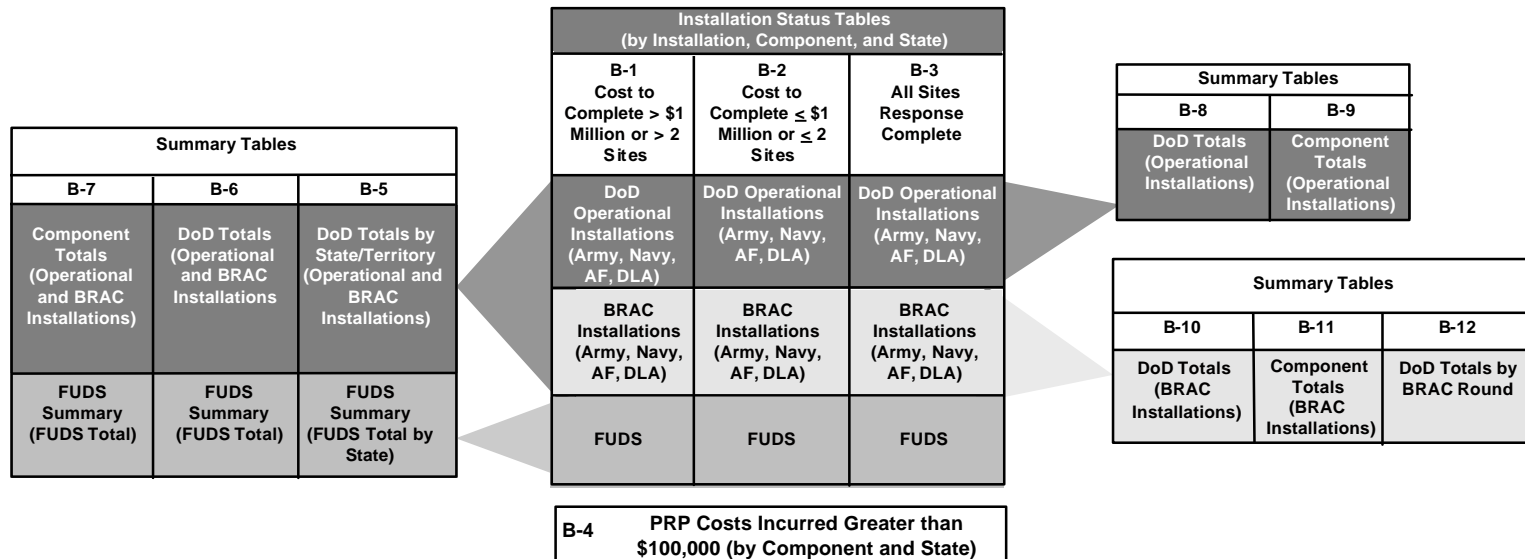 Summary Tables
B-7
B-6
B-5
Component
Totals
(Operational
and BRAC
Installations)
DoD Totals
(Operational
and BRAC
Installations
DoD Totals by
State/Territory
(Operational and
BRAC
Installations)
FUDS
Summary
(FUDS Total)
FUDS
Summary
(FUDS Total)
FUDS
Summary
(FUDS Total by
State)
Installation Status Tables
(by Installation, Component, and State)
B-1
Cost to
Complete > $1
Million or > 2
Sites
B-2
Cost to
Complete ≤ $1
Million or ≤ 2
Sites
B-3
All Sites
Response
Complete
DoD
Operational
Installations
(Army, Navy,
AF, DLA)
DoD Operational
Installations
(Army, Navy,
AF, DLA)
DoD Operational
Installations
(Army, Navy,
AF, DLA)
BRAC
Installations
(Army, Navy,
AF, DLA)
BRAC
Installations
(Army, Navy,
AF, DLA)
BRAC
Installations
(Army, Navy,
AF, DLA)
FUDS
FUDS
FUDS
B-4
PRP Costs Incurred Greater than
$100,000 (by Component and State)
Summary Tables
B-8
B-9
DoD Totals
(Operational
Installations)
Component
Totals
(Operational
Installations)
Summary Tables
B-10
B-11
B-12
DoD Totals
(BRAC
Installations)
Component
Totals
(BRAC
Installations)
DoD Totals by
BRAC Round